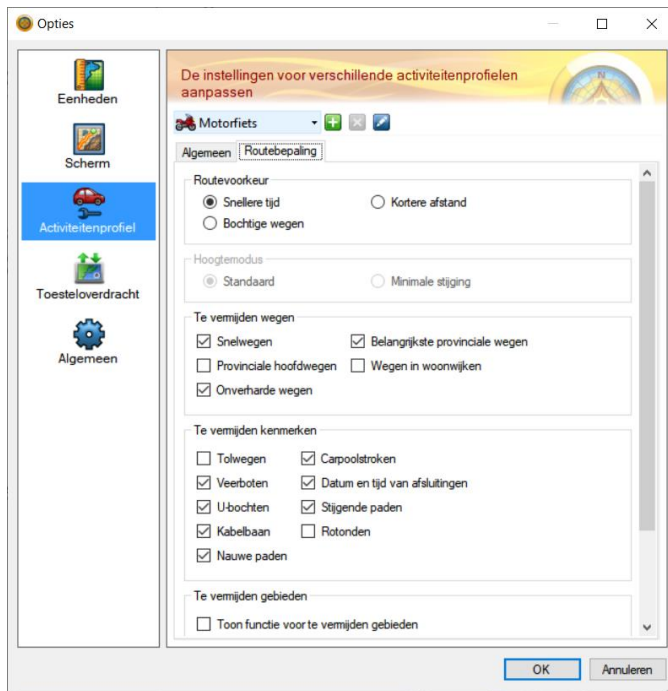 Opties
Eenheden
Scherm
Activiteitenprofiel
Toesteloverdracht
Algemeen
De instellingen voor verschillende activiteitenprofielen
aanpassen
N
Motorfiets
Algemeen Routebepaling
Routevoorkeur
Snellere tijd Kortere afstand
Bochtige wegen
Hoogtemodus
Standaard Minimale stijging
Te vermijden wegen
Snelwegen Belangrijkste provinciale wegen
Provinciale hoofdwegen Wegen in woonwijken
Onverharde wegen
Te vermijden kenmerken
Tolwegen Carpoolstroken
Veerboten Datum en tijd van afsluitingen
U-bochten Stijgende paden
Kabelbaan Rotonden
Nauwe paden
Te vermijden gebieden
Toon functie voor te vermijden gebieden
OK Annuleren